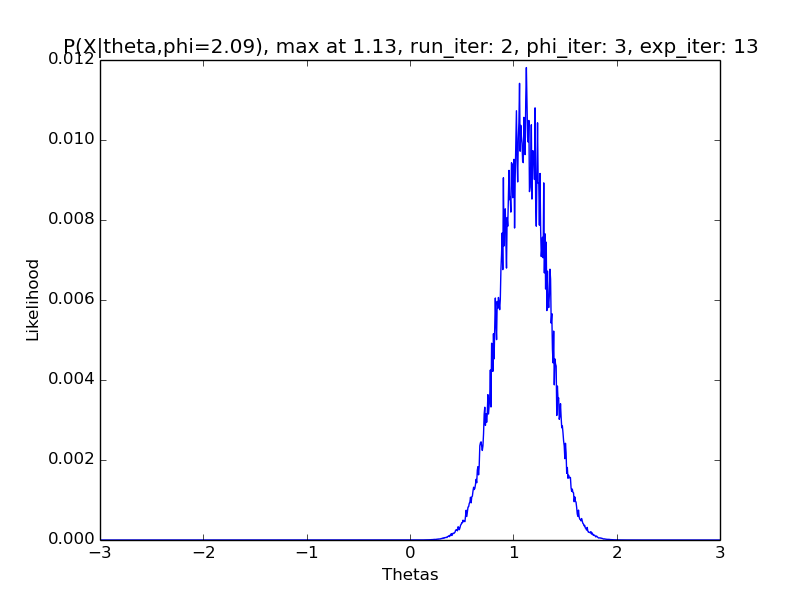 P(X|theta,phi=2.09), max at 1.13, run_iter: 2, phi_iter: 3, exp_iter: 13
0.012
0.010
0.008
0.006
0.004
0.002
0.000
Likelihood
−3 −2 −1 0 1 2 3
Thetas